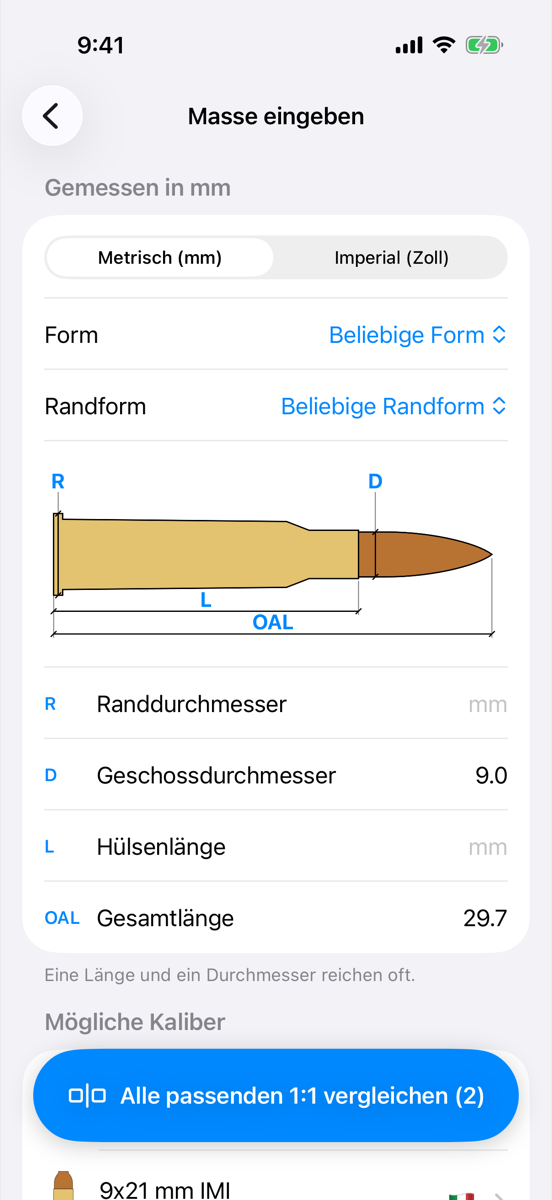 9:41
Masse eingeben
Gemessen in mm
Metrisch (mm) Imperial (Zoll)
Form Beliebige Form
Randform Beliebige Randform
R D
L
OAL
R Randdurchmesser mm
D Geschossdurchmesser 9.0
L Hülsenlänge mm
OAL Gesamtlänge 29.7
Eine Länge und ein Durchmesser reichen oft.
Mögliche Kaliber
Alle passenden 1:1 vergleichen (2)
9x21 mm IMI